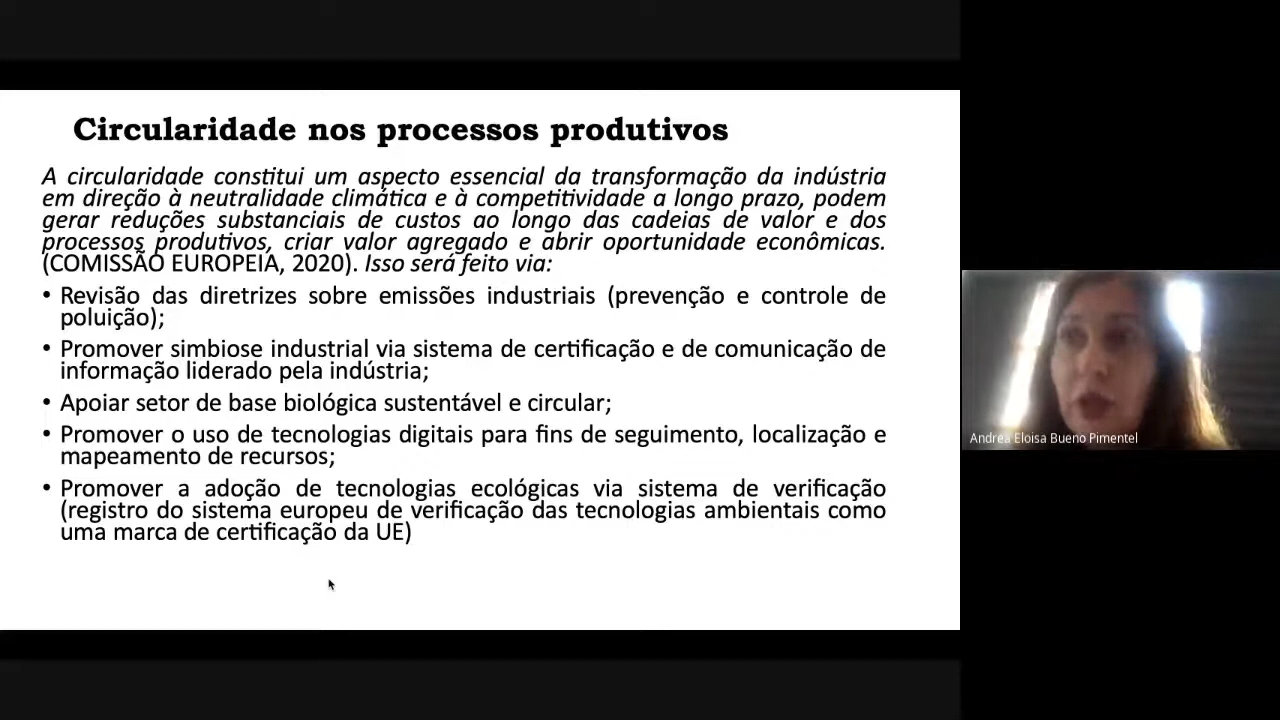 Circularidade nos processos produtivos
A circularidade constitui um aspecto essencial da transformação da indústria
em direção à neutralidade climática e à competitividade a longo prazo, podem
gerar reduções substanciais de custos ao longo das cadeias de valor e dos
processos produtivos, criar valor agregado e abrir oportunidade econômicas.
(COMISSÃO EUROPEIA, 2020). Isso será feito via:
• Revisão das diretrizes sobre emissões industriais (prevenção e controle de
poluição);
• Promover simbiose industrial via sistema de certificação e de comunicação de
informação liderado pela indústria;
• Apoiar setor de base biológica sustentável e circular;
• Promover o uso de tecnologias digitais para fins de seguimento, localização e
mapeamento de recursos;
• Promover a adoção de tecnologias ecológicas via sistema de verificação
(registro do sistema europeu de verificação das tecnologias ambientais como
uma marca de certificação da UE)
Andrea Eloisa Bueno Pimentel